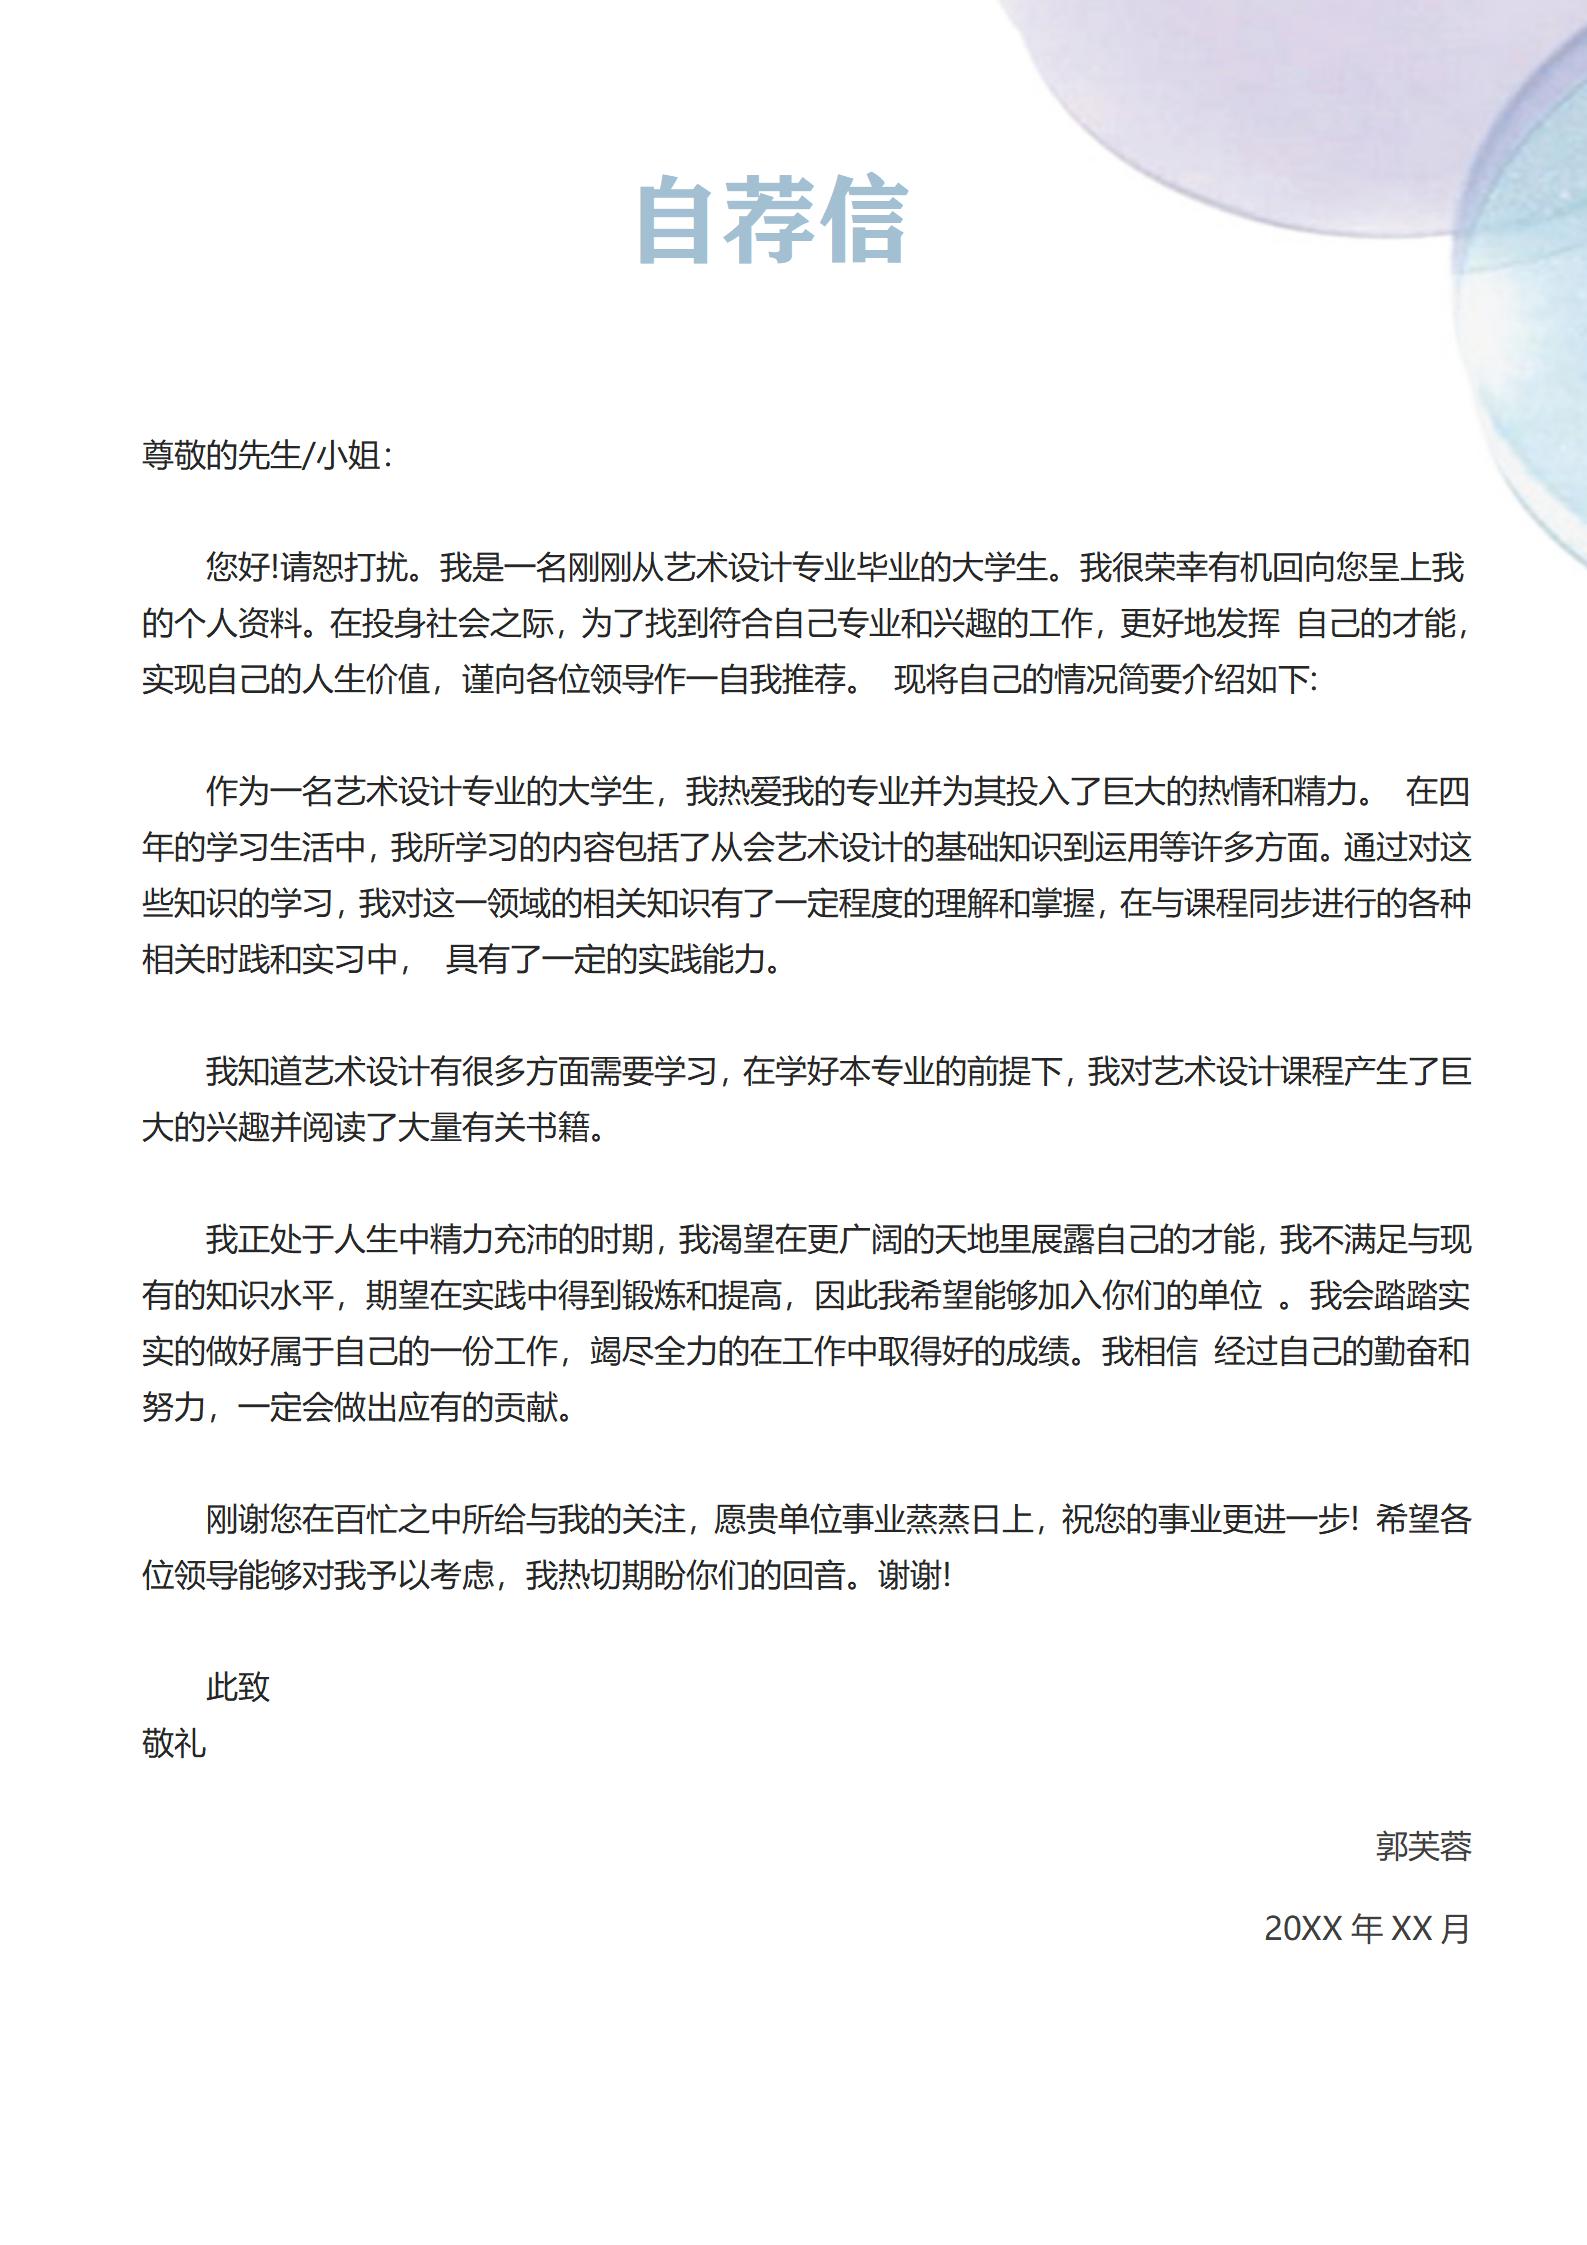 自荐信
尊敬的先生/小姐：
您好!请恕打扰。我是一名刚刚从艺术设计专业毕业的大学生。我很荣幸有机回向您呈上我
的个人资料。在投身社会之际，为了找到符合自己专业和兴趣的工作，更好地发挥 自己的才能，
实现自己的人生价值，谨向各位领导作一自我推荐。 现将自己的情况简要介绍如下:
作为一名艺术设计专业的大学生，我热爱我的专业并为其投入了巨大的热情和精力。 在四
年的学习生活中，我所学习的内容包括了从会艺术设计的基础知识到运用等许多方面。通过对这
些知识的学习，我对这一领域的相关知识有了一定程度的理解和掌握，在与课程同步进行的各种
相关时践和实习中， 具有了一定的实践能力。
我知道艺术设计有很多方面需要学习，在学好本专业的前提下，我对艺术设计课程产生了巨
大的兴趣并阅读了大量有关书籍。
我正处于人生中精力充沛的时期，我渴望在更广阔的天地里展露自己的才能，我不满足与现
有的知识水平，期望在实践中得到锻炼和提高，因此我希望能够加入你们的单位 。我会踏踏实
实的做好属于自己的一份工作，竭尽全力的在工作中取得好的成绩。我相信 经过自己的勤奋和
努力，一定会做出应有的贡献。
刚谢您在百忙之中所给与我的关注，愿贵单位事业蒸蒸日上，祝您的事业更进一步! 希望各
位领导能够对我予以考虑，我热切期盼你们的回音。谢谢!
此致
敬礼
郭芙蓉
20XX 年 XX 月